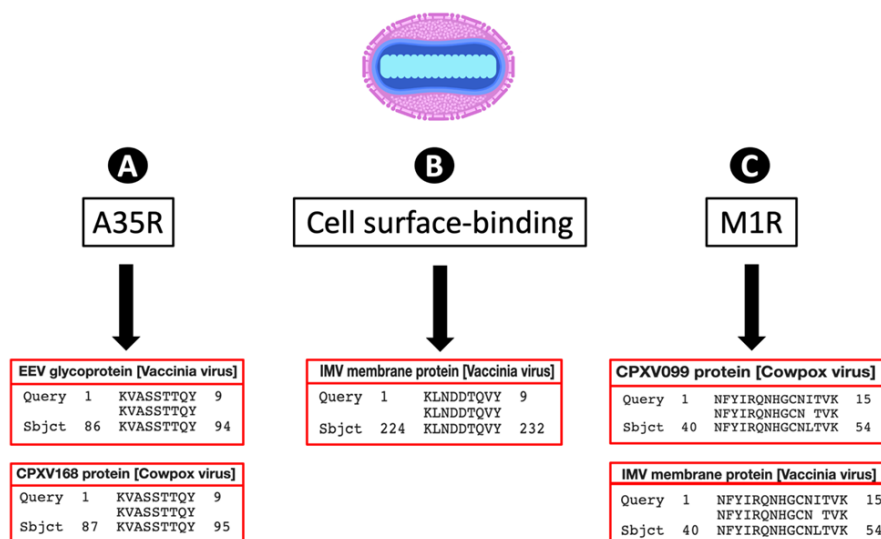 A
A35R
EEV glycoprotein [Vaccinia virus]
Query 1 KVASSTTQY 9
KVASSTTQY
Sbjct 86 KVASSTTQY 94
CPXV168 protein [Cowpox virus]
Query 1 KVASSTTQY 9
KVASSTTQY
Sbjct 87 KVASSTTQY 95
B
Cell surface-binding
IMV membrane protein [Vaccinia virus]
Query 1 KLNDDTQVY 9
KLNDDTQVY
Sbjct 224 KLNDDTQVY 232
C
M1R
CPXV099 protein [Cowpox virus]
Query 1 NFYIRQNHGCNITVK 15
NFYIRQNHGCN TVK
Sbjct 40 NFYIRQNHGCNLTVK 54
IMV membrane protein [Vaccinia virus]
Query 1 NFYIRQNHGCNITVK 15
NFYIRQNHGCN TVK
Sbjct 40 NFYIRQNHGCNLTVK 54